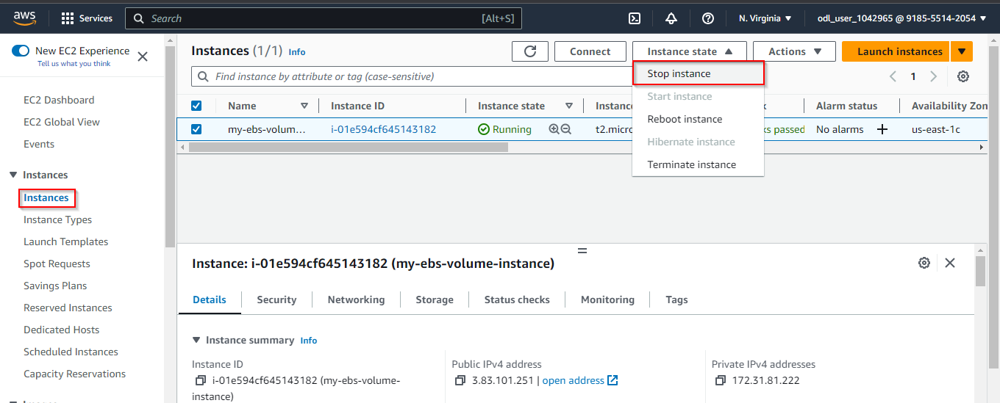 aws Services Search [Alt+S] N. Virginia odl_user_1042965 @ 9185-5514-2054
New EC2 Experience
Tell us what you think
EC2 Dashboard
EC2 Global View
Events
Instances
Instances
Instance Types
Launch Templates
Spot Requests
Savings Plans
Reserved Instances
Dedicated Hosts
Scheduled Instances
Capacity Reservations
Instances (1/1) Info Connect Instance state Actions Launch instances
Find instance by attribute or tag (case-sensitive) 1
Stop instance
Start instance
Reboot instance
Hibernate instance
Terminate instance
Name Instance ID Instance state Instanc Alarm status Availability Zon
my-ebs-volum... i-01e594cf645143182 Running t2.micro passed No alarms + us-east-1c
Instance: i-01e594cf645143182 (my-ebs-volume-instance)
Details Security Networking Storage Status checks Monitoring Tags
Instance summary Info
Instance ID Public IPv4 address Private IPv4 addresses
i-01e594cf645143182 (my-ebs-volume- 3.83.101.251 | open address 172.31.81.222
instance)